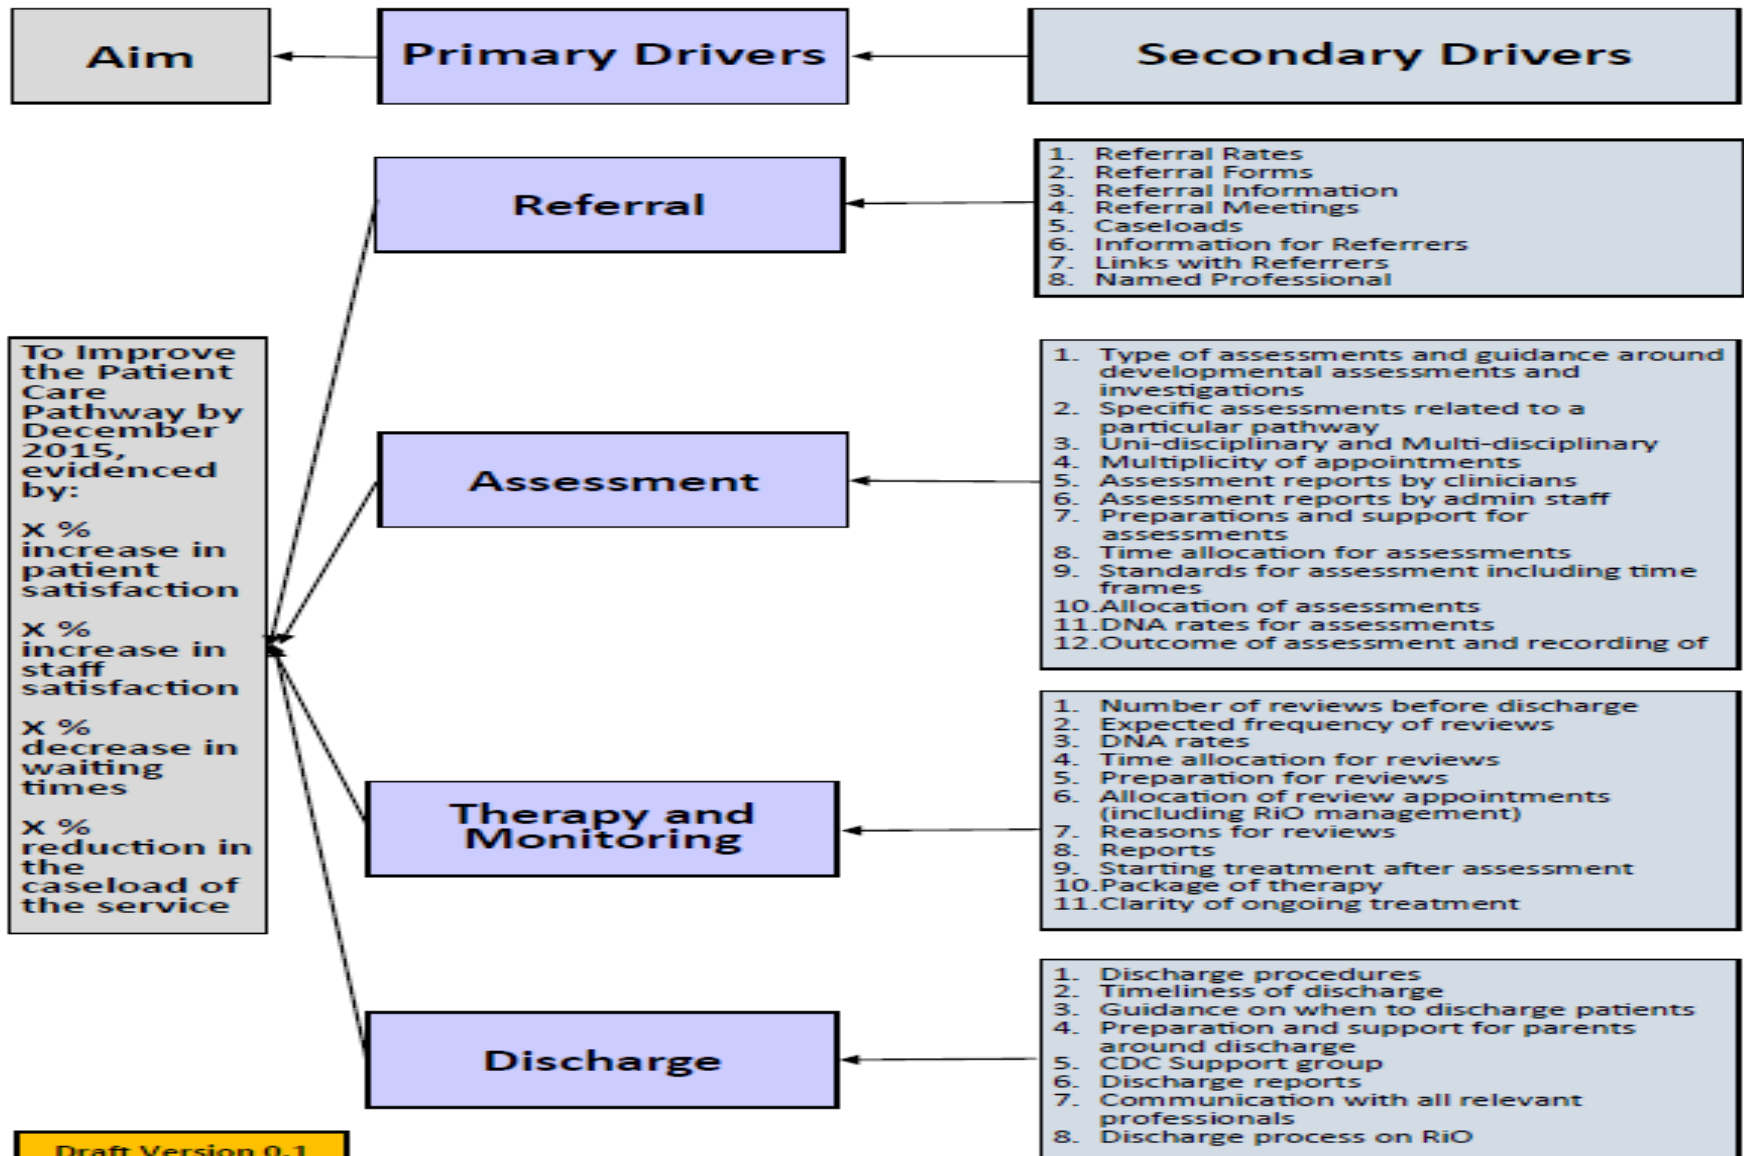 Aim
Primary Drivers
Secondary Drivers
Referral
1. Referral Rates
2. Referral Forms
3. Referral Information
4. Referral Meetings
5. Caseloads
6. Information for Referrers
7. Links with Referrers
8. Named Professional
To Improve
the Patient
Care
Pathway by
December
2015,
evidenced
by:
x %
increase in
patient
satisfaction
x %
increase in
staff
satisfaction
x %
decrease in
waiting
times
x %
reduction in
the
caseload of
the service
Assessment
1. Type of assessments and guidance around
developmental assessments and
investigations
2. Specific assessments related to a
particular pathway
3. Uni-disciplinary and Multi-disciplinary
4. Multiplicity of appointments
5. Assessment reports by clinicians
6. Assessment reports by admin staff
7. Preparations and support for
assessments
8. Time allocation for assessments
9. Standards for assessment including time
frames
10.Allocation of assessments
11.DNA rates for assessments
12.Outcome of assessment and recording of
Therapy and
Monitoring
1. Number of reviews before discharge
2. Expected frequency of reviews
3. DNA rates
4. Time allocation for reviews
5. Preparation for reviews
6. Allocation of review appointments
(including RiO management)
7. Reasons for reviews
8. Reports
9. Starting treatment after assessment
10.Package of therapy
11.Clarity of ongoing treatment
Discharge
1. Discharge procedures
2. Timeliness of discharge
3. Guidance on when to discharge patients
4. Preparation and support for parents
around discharge
5. CDC Support group
6. Discharge reports
7. Communication with all relevant
professionals
8. Discharge process on RiO
Draft Version 0.1